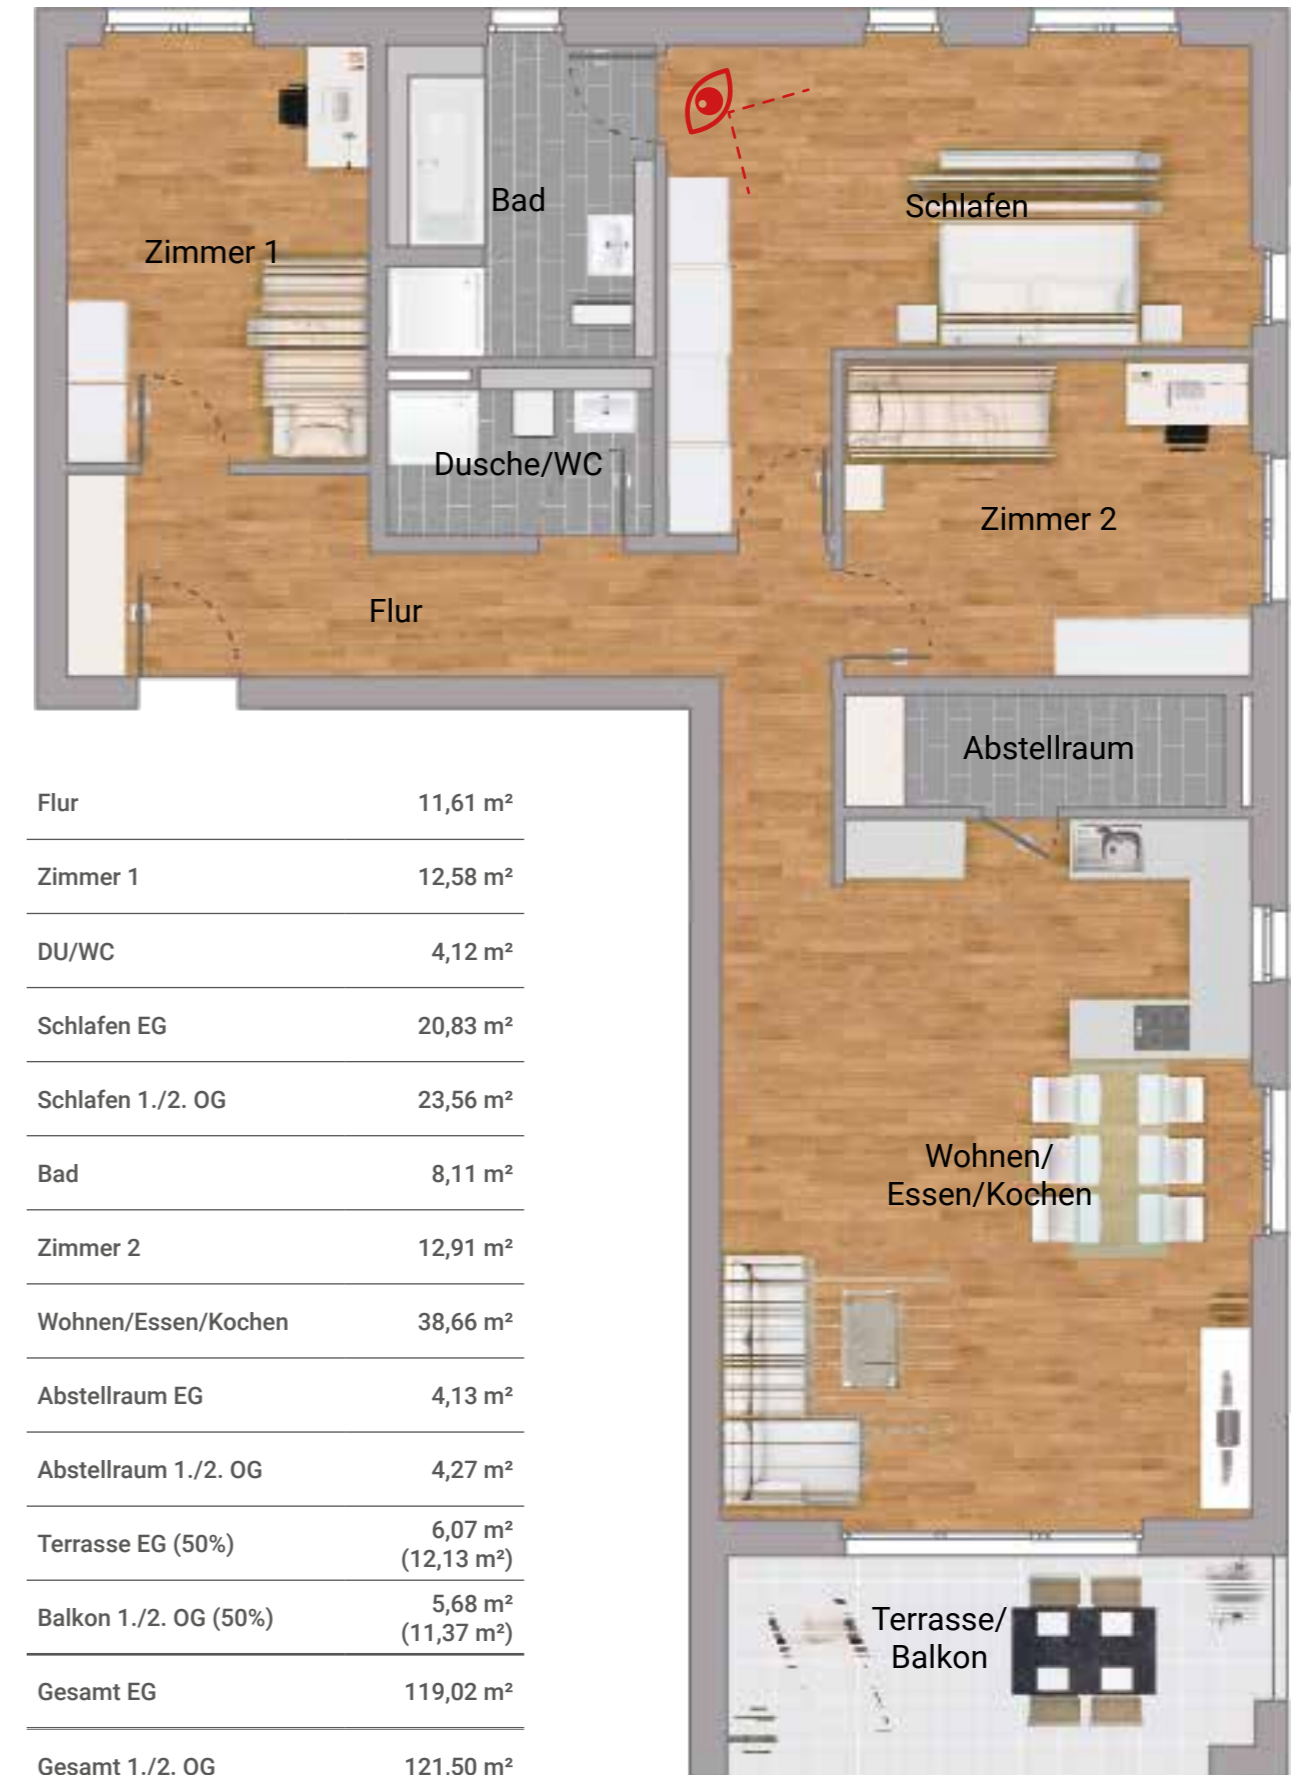 Bad
Schlafen
Zimmer 1
Dusche/WC
Zimmer 2
Flur
Abstellraum
Wohnen/
Essen/Kochen
Terrasse/
Balkon
Flur 11,61 m²
Zimmer 1 12,58 m²
DU/WC 4,12 m²
Schlafen EG 20,83 m²
Schlafen 1./2. OG 23,56 m²
Bad 8,11 m²
Zimmer 2 12,91 m²
Wohnen/Essen/Kochen 38,66 m²
Abstellraum EG 4,13 m²
Abstellraum 1./2. OG 4,27 m²
Terrasse EG (50%) 6,07 m²
(12,13 m²)
Balkon 1./2. OG (50%) 5,68 m²
(11,37 m²)
Gesamt EG 119,02 m²
Gesamt 1./2. OG 121,50 m²